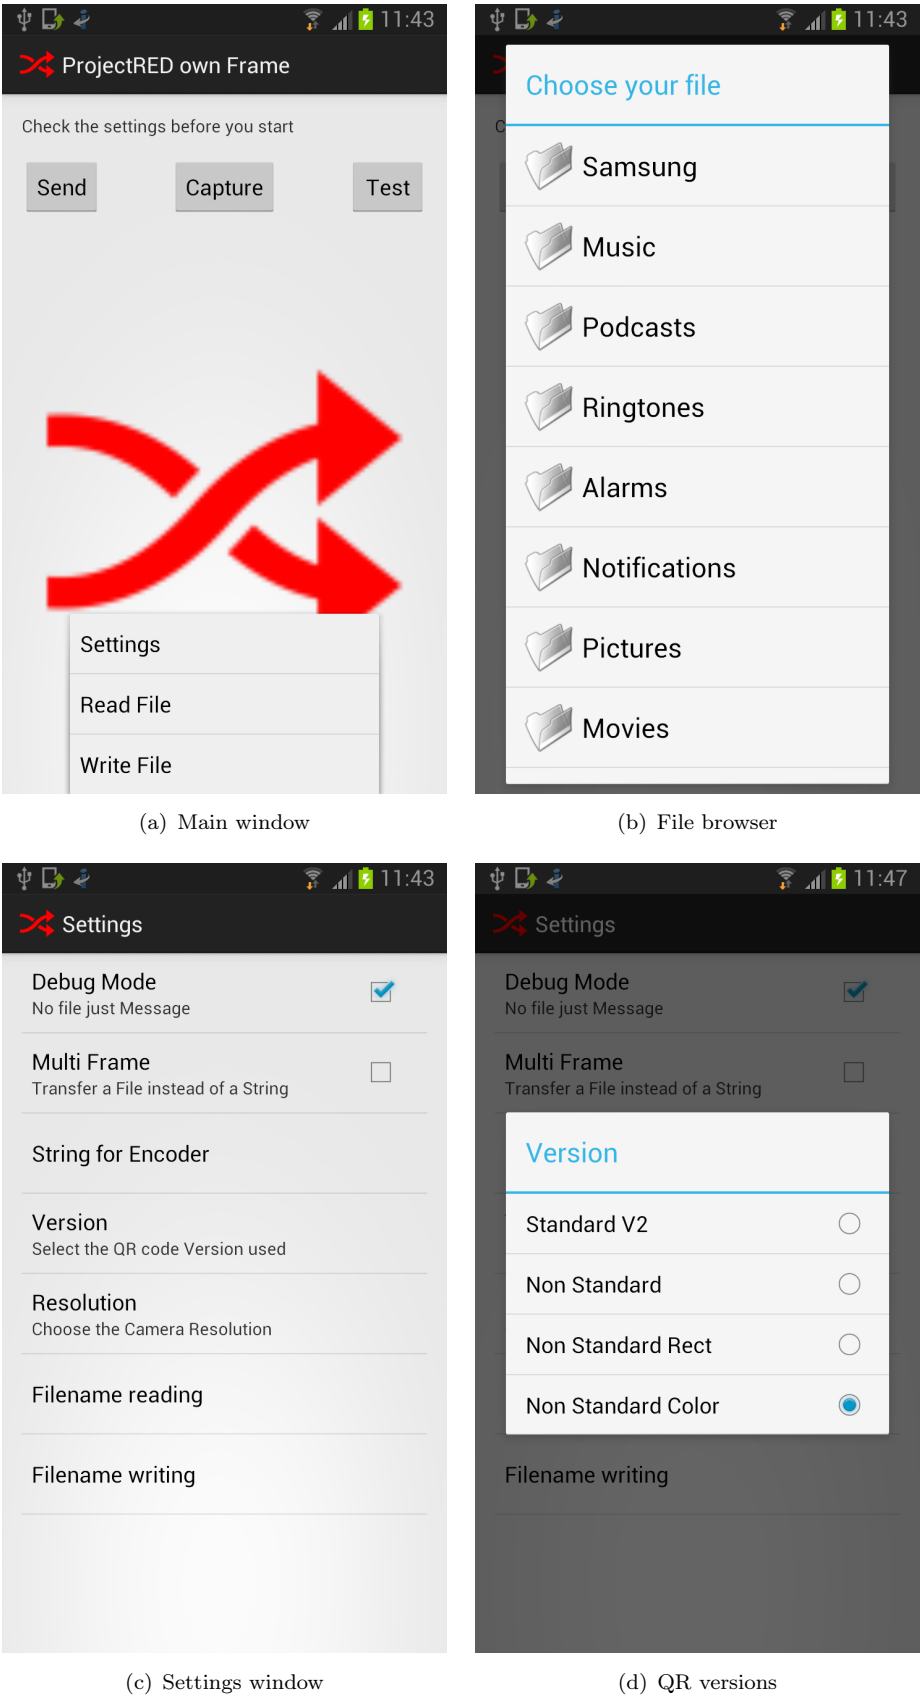 11:43
ProjectRED own Frame
Check the settings before you start
Send Capture Test
Settings
Read File
Write File
(a) Main window
11:43
Choose your file
Samsung
Music
Podcasts
Ringtones
Alarms
Notifications
Pictures
Movies
(b) File browser
11:43
Settings
Debug Mode
No file just Message
Multi Frame
Transfer a File instead of a String
String for Encoder
Version
Select the QR code Version used
Resolution
Choose the Camera Resolution
Filename reading
Filename writing
(c) Settings window
11:47
Settings
Debug Mode
No file just Message
Multi Frame
Transfer a File instead of a String
Version
Standard V2
Non Standard
Non Standard Rect
Non Standard Color
Filename writing
(d) QR versions